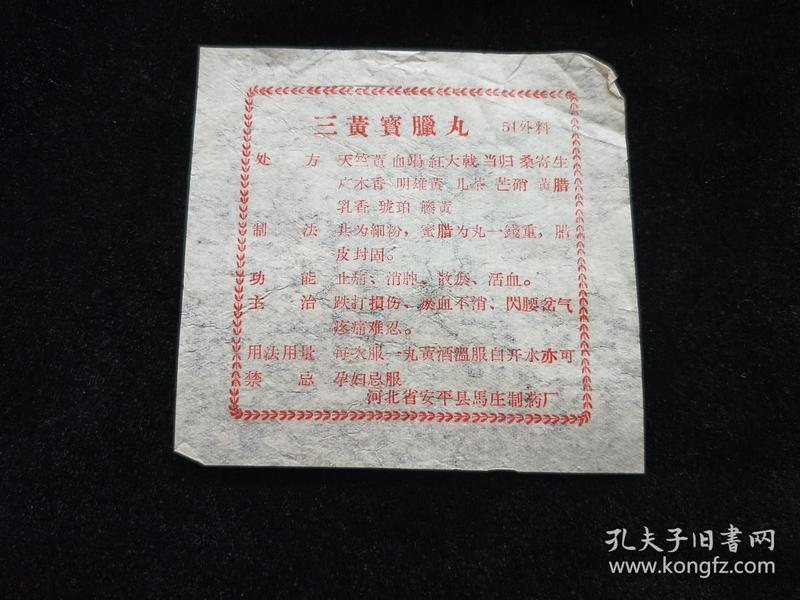 三黄寳臘丸 51外料
处方 天竺黄 血竭 紅大戟 当归 桑寄生
广木香 明雄黄 儿茶 芒硝 黄腊
乳香 琥珀 籐黄
制法 共为細粉，蜜腊为丸一錢重，腊
皮封固。
功能 止痛、消肿、散瘀、活血。
主治 跌打損伤、瘀血不消、閃腰岔气
疼痛难忍。
用法用量 每次服一丸黄酒溫服白开水亦可
禁忌 孕妇忌服
河北省安平县馬庄制药厂
孔夫子旧书网
www.kongfz.com